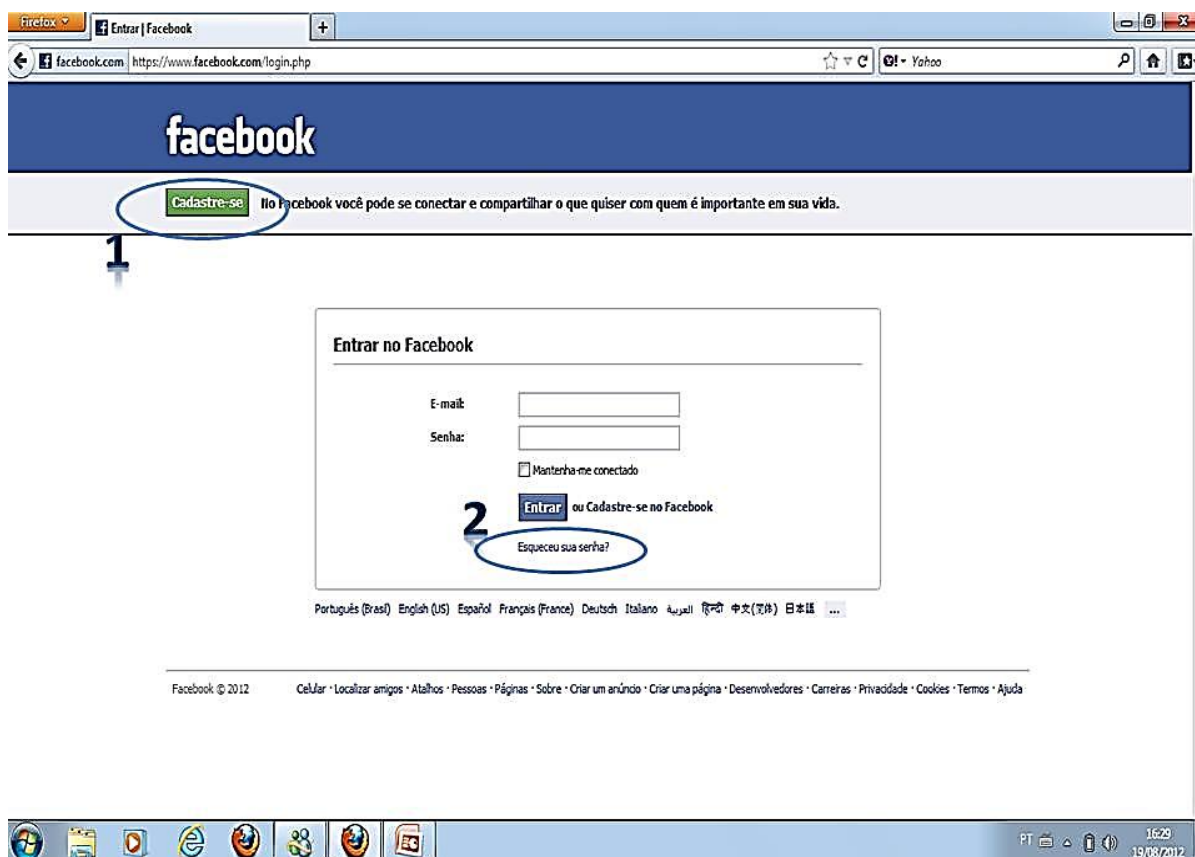 Firefox
Entrar | Facebook
facebook.com https://www.facebook.com/login.php
Yahoo
facebook
Cadastre-se No Facebook você pode se conectar e compartilhar o que quiser com quem é importante em sua vida.
1
Entrar no Facebook
E-mail:
Senha:
Mantenha-me conectado
Entrar ou Cadastre-se no Facebook
2
Esqueceu sua senha?
Português (Brasil) English (US) Español Français (France) Deutsch Italiano العربية हिन्दी 中文(简体) 日本語 ...
Facebook © 2012 Celular · Localizar amigos · Atalhos · Pessoas · Páginas · Sobre · Criar um anúncio · Criar uma página · Desenvolvedores · Carreiras · Privacidade · Cookies · Termos · Ajuda
PT 16:29
19/08/2012